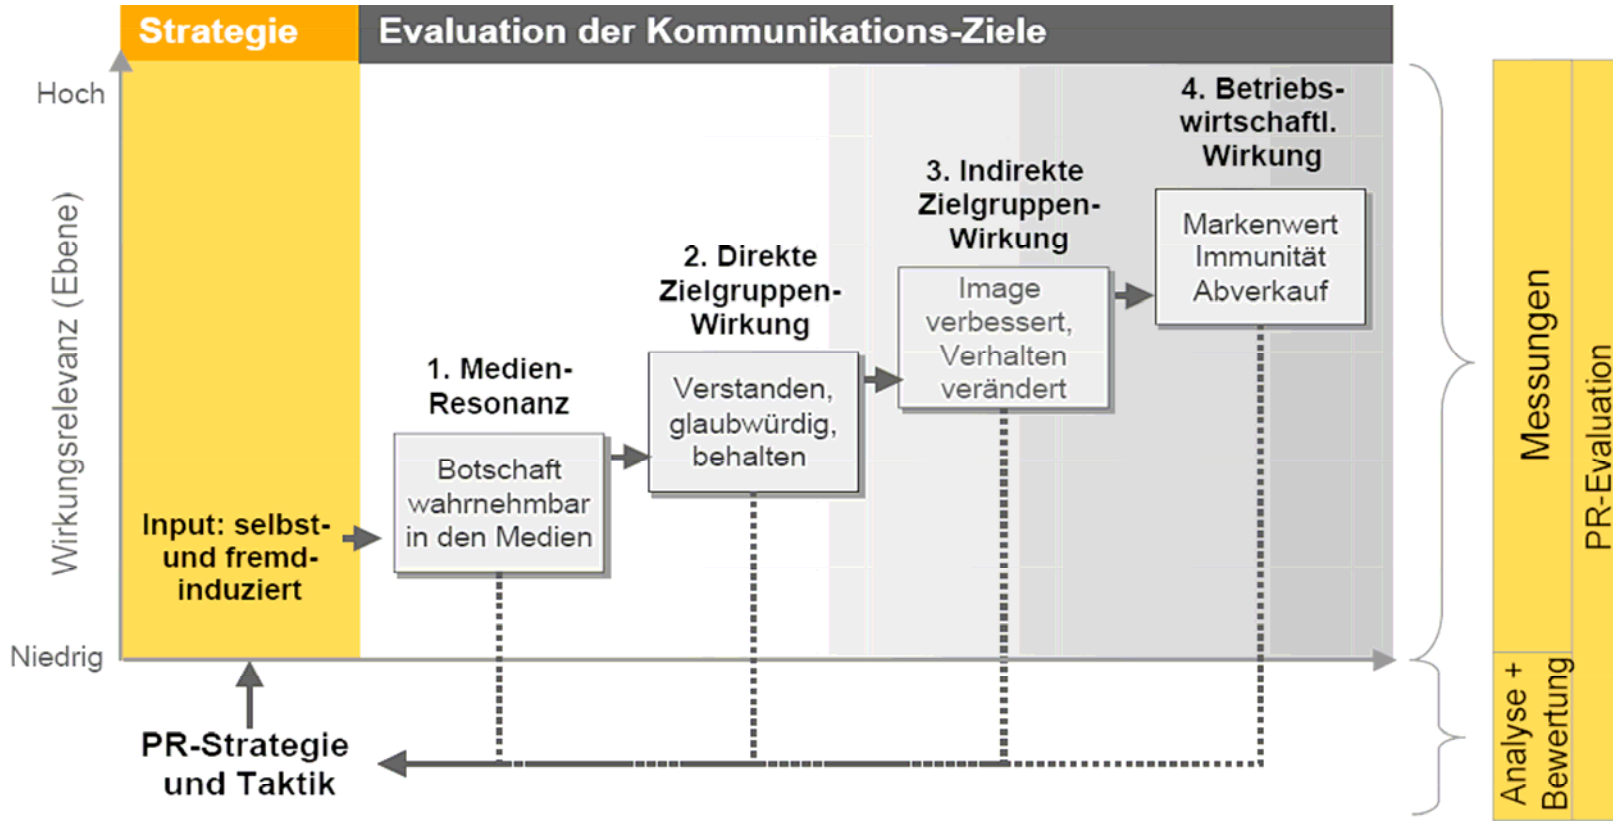 Strategie
Evaluation der Kommunikations-Ziele
Hoch
Wirkungsrelevanz (Ebene)
Niedrig
Input: selbst-
und fremd-
induziert
1. Medien-
Resonanz
Botschaft
wahrnehmbar
in den Medien
2. Direkte
Zielgruppen-
Wirkung
Verstanden,
glaubwürdig,
behalten
3. Indirekte
Zielgruppen-
Wirkung
Image
verbessert,
Verhalten
verändert
4. Betriebs-
wirtschaftl.
Wirkung
Markenwert
Immunität
Abverkauf
PR-Strategie
und Taktik
Messungen
Analyse +
Bewertung
PR-Evaluation